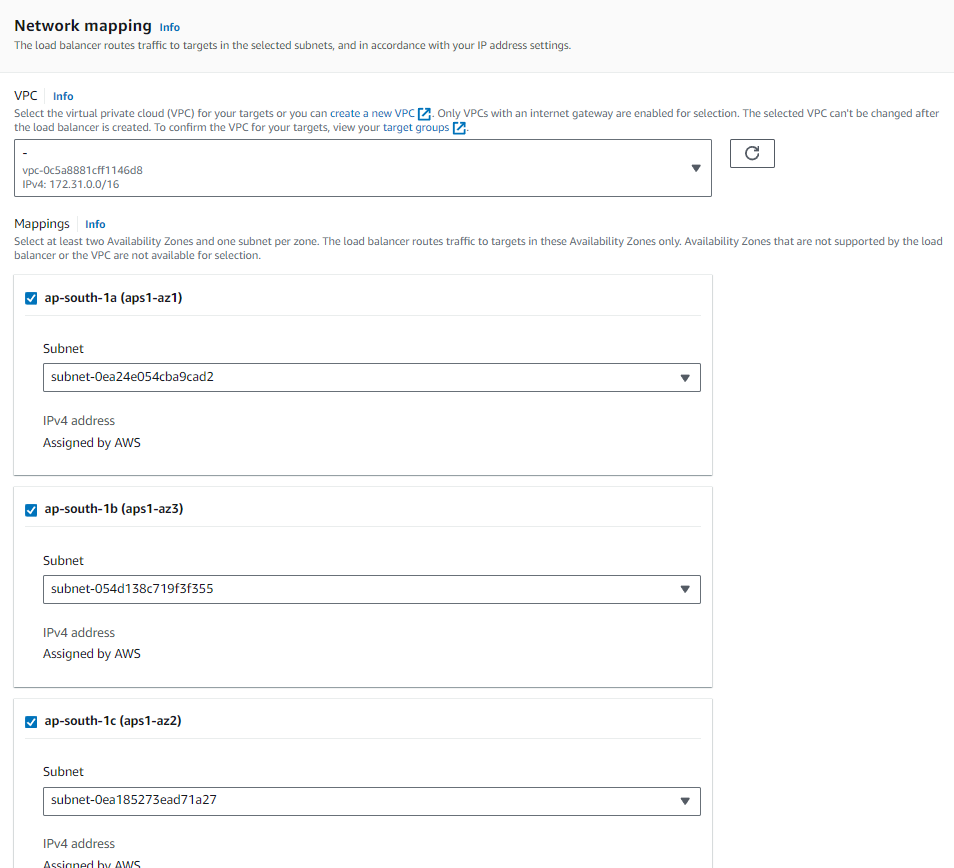 Network mapping Info
The load balancer routes traffic to targets in the selected subnets, and in accordance with your IP address settings.
VPC Info
Select the virtual private cloud (VPC) for your targets or you can create a new VPC. Only VPCs with an internet gateway are enabled for selection. The selected VPC can't be changed after
the load balancer is created. To confirm the VPC for your targets, view your target groups.
-
vpc-0c5a8881cff1146d8
IPv4: 172.31.0.0/16
Mappings Info
Select at least two Availability Zones and one subnet per zone. The load balancer routes traffic to targets in these Availability Zones only. Availability Zones that are not supported by the load
balancer or the VPC are not available for selection.
ap-south-1a (aps1-az1)
Subnet
subnet-0ea24e054cba9cad2
IPv4 address
Assigned by AWS
ap-south-1b (aps1-az3)
Subnet
subnet-054d138c719f3f355
IPv4 address
Assigned by AWS
ap-south-1c (aps1-az2)
Subnet
subnet-0ea185273ead71a27
IPv4 address
Assigned by AWS